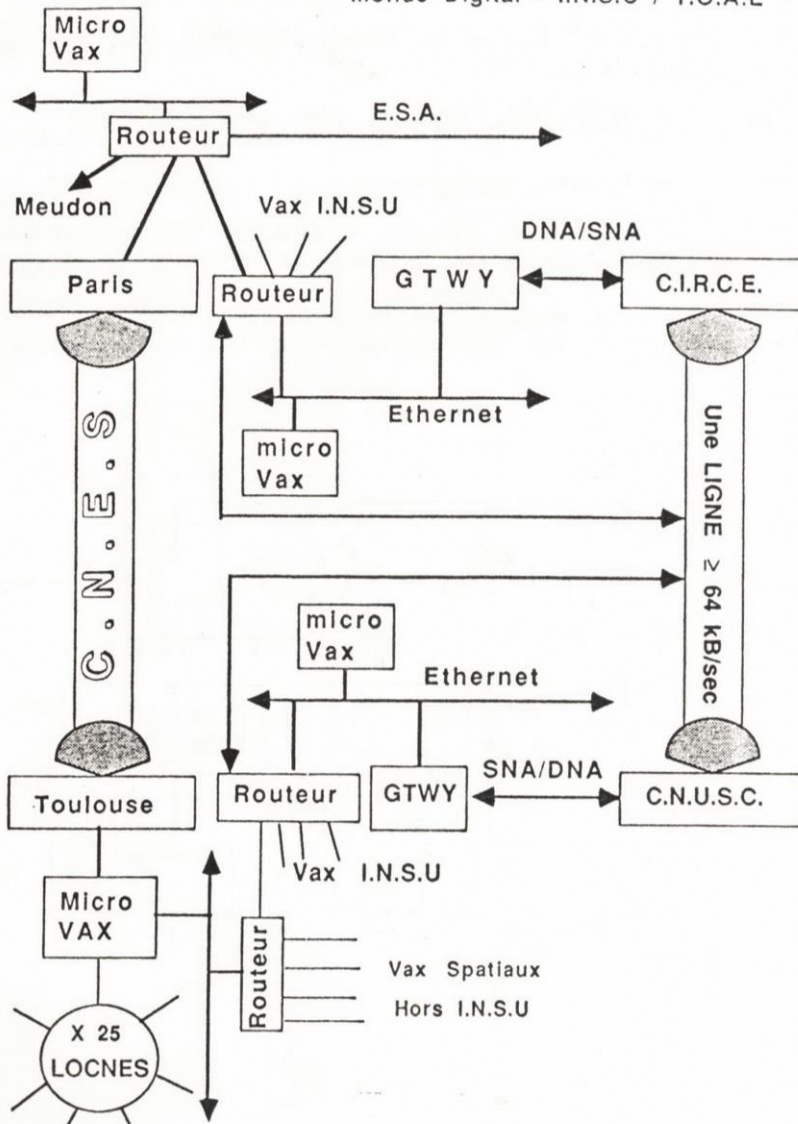 Micro
Vax
Routeur
E.S.A.
Meudon
Vax I.N.S.U
DNA/SNA
Paris
Routeur
G T W Y
C.I.R.C.E.
Ethernet
micro
Vax
C.N.E.S
Une LIGNE ≥ 64 kB/sec
micro
Vax
Ethernet
SNA/DNA
Toulouse
Routeur
GTWY
C.N.U.S.C.
Vax I.N.S.U
Micro
VAX
Routeur
Vax Spatiaux
Hors I.N.S.U
X 25
LOCNES